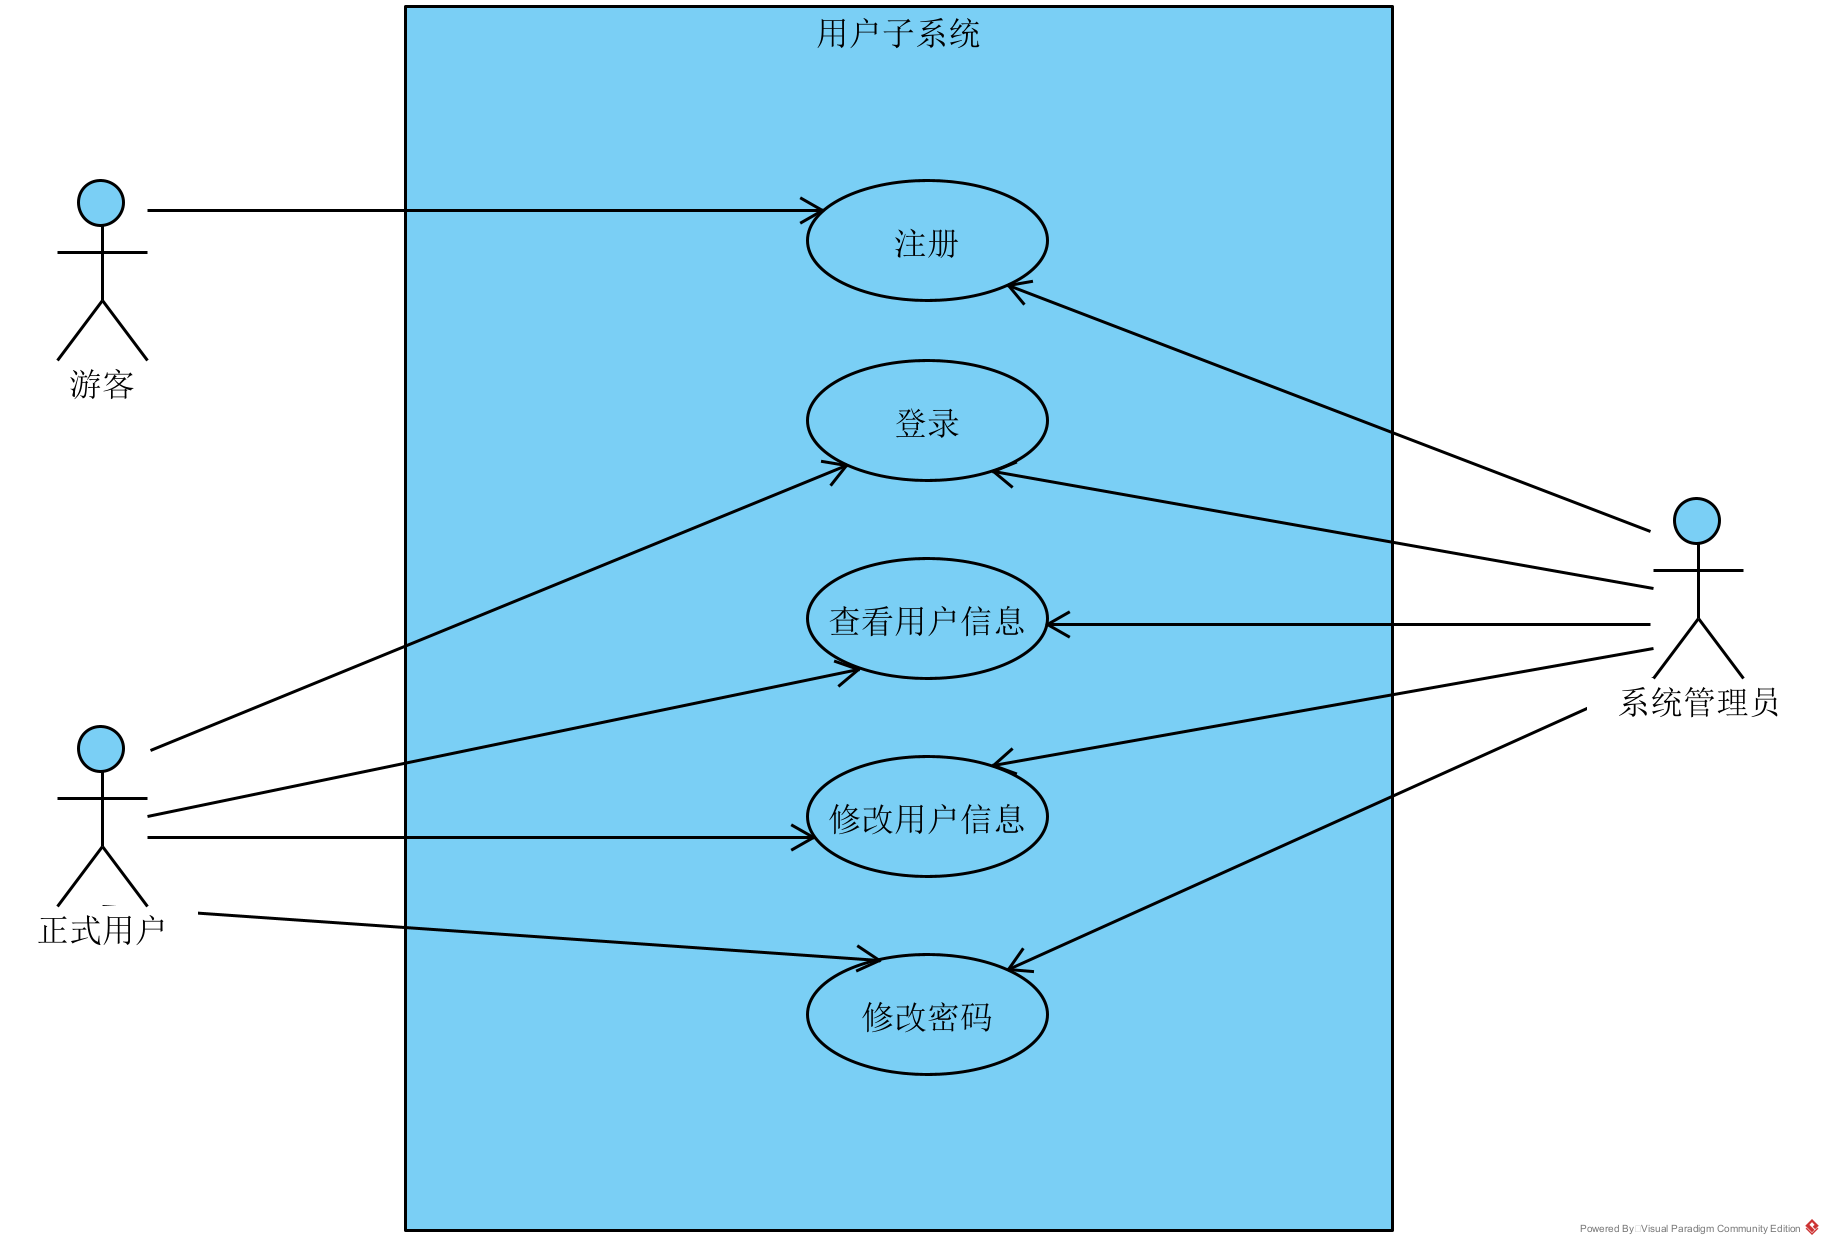 用户子系统
注册
游客
登录
查看用户信息
系统管理员
修改用户信息
正式用户
修改密码
Powered By Visual Paradigm Community Edition